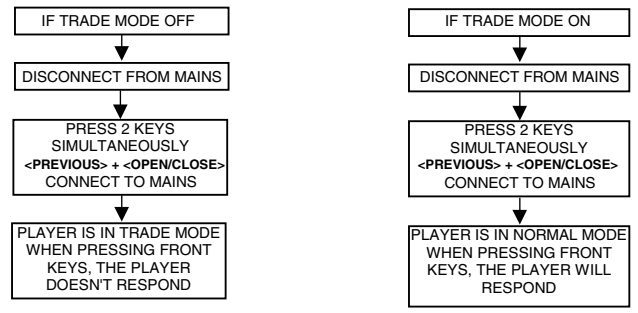 IF TRADE MODE OFF
DISCONNECT FROM MAINS
PRESS 2 KEYS
SIMULTANEOUSLY
<PREVIOUS> + <OPEN/CLOSE>
CONNECT TO MAINS
PLAYER IS IN TRADE MODE
WHEN PRESSING FRONT
KEYS, THE PLAYER
DOESN'T RESPOND
IF TRADE MODE ON
DISCONNECT FROM MAINS
PRESS 2 KEYS
SIMULTANEOUSLY
<PREVIOUS> + <OPEN/CLOSE>
CONNECT TO MAINS
PLAYER IS IN NORMAL MODE
WHEN PRESSING FRONT
KEYS, THE PLAYER WILL
RESPOND